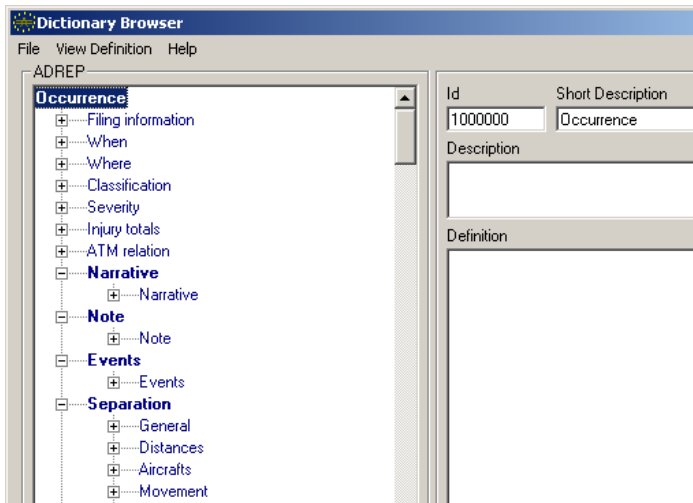 Dictionary Browser
File View Definition Help
ADREP
Occurrence
Filing information
When
Where
Classification
Severity
Injury totals
ATM relation
Narrative
Narrative
Note
Note
Events
Events
Separation
General
Distances
Aircrafts
Movement
Id Short Description
1000000 Occurrence
Description
Definition